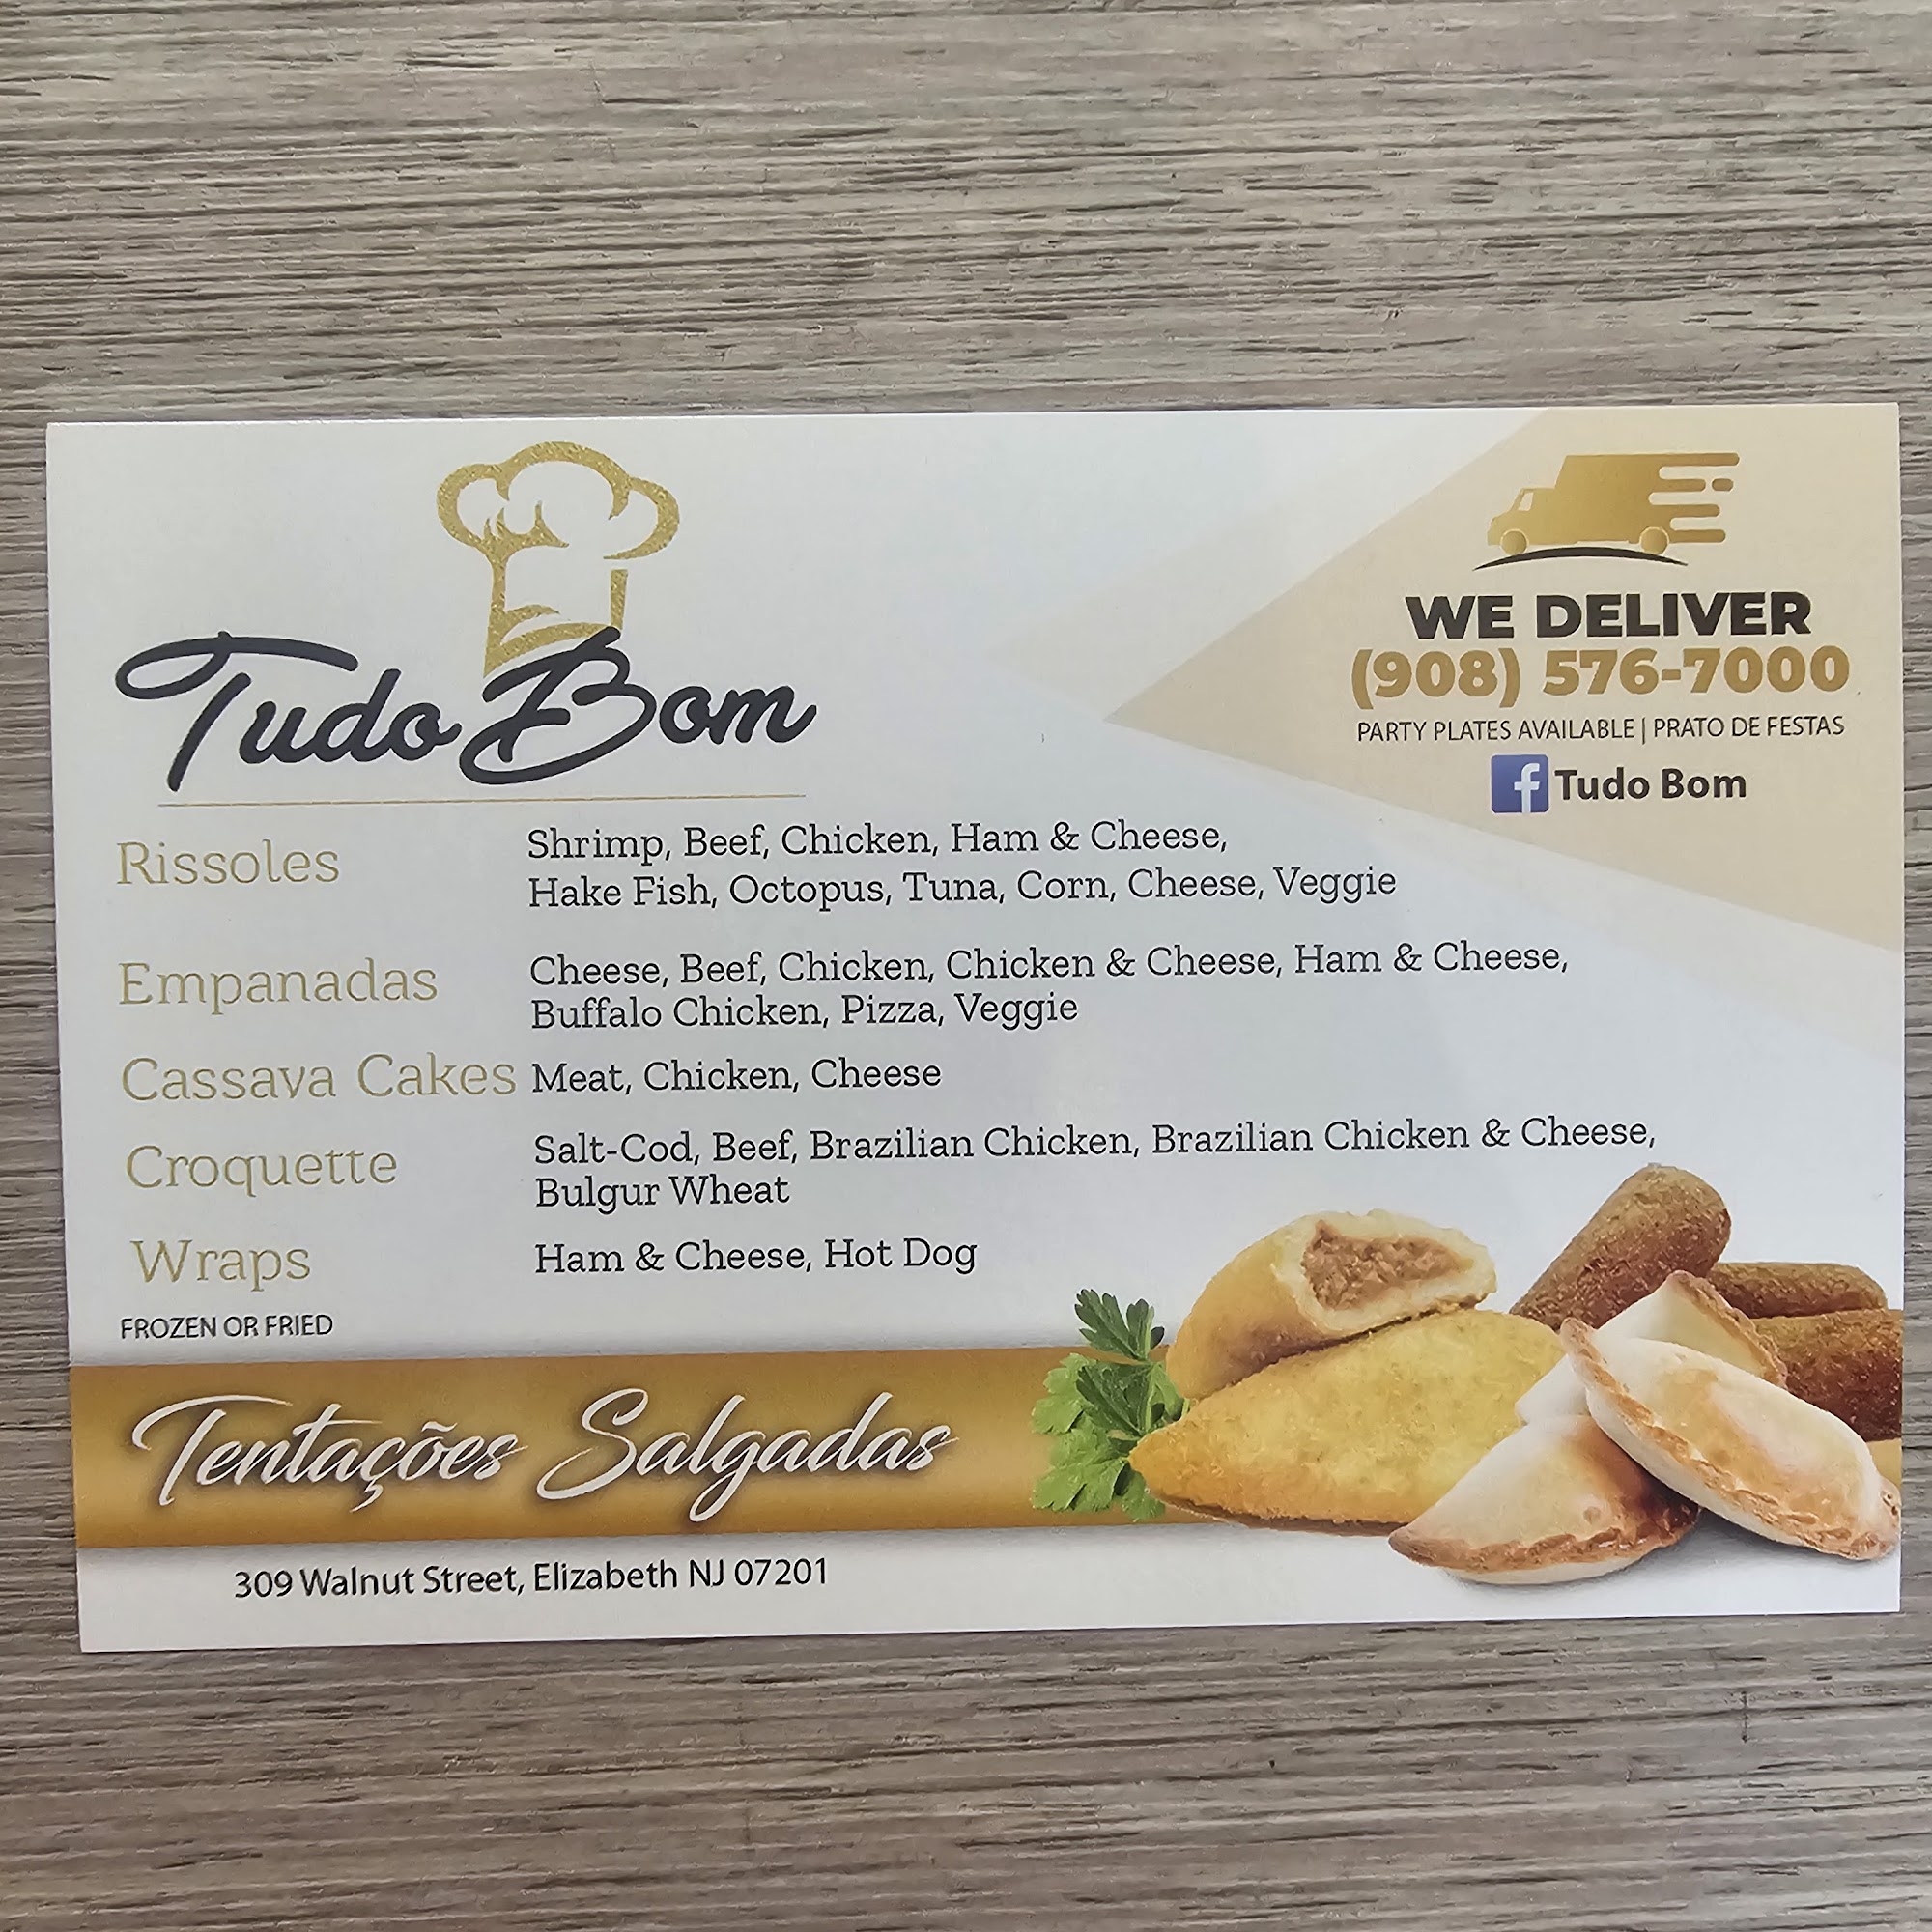 Tudo Bom
WE DELIVER
(908) 576-7000
PARTY PLATES AVAILABLE | PRATO DE FESTAS
f Tudo Bom
Rissoles
Shrimp, Beef, Chicken, Ham & Cheese,
Hake Fish, Octopus, Tuna, Corn, Cheese, Veggie
Empanadas
Cheese, Beef, Chicken, Chicken & Cheese, Ham & Cheese,
Buffalo Chicken, Pizza, Veggie
Cassava Cakes Meat, Chicken, Cheese
Croquette
Salt-Cod, Beef, Brazilian Chicken, Brazilian Chicken & Cheese,
Bulgur Wheat
Wraps Ham & Cheese, Hot Dog
FROZEN OR FRIED
Tentações Salgadas
309 Walnut Street, Elizabeth NJ 07201